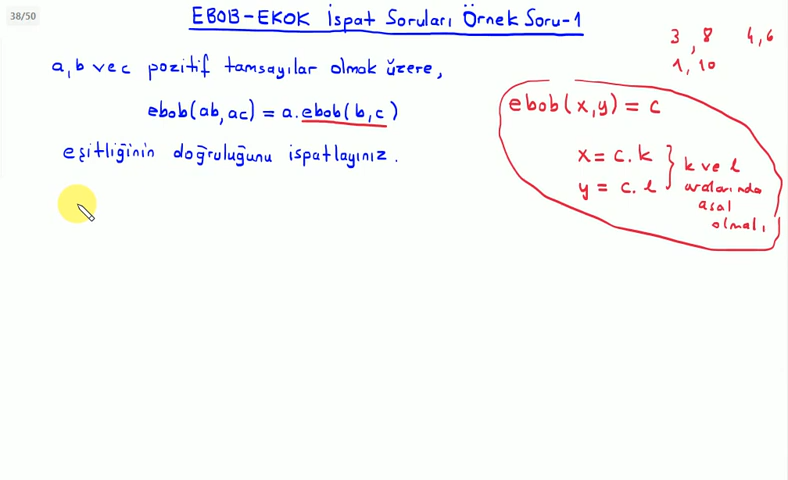 38/50
EBOB-EKOK İspat Soruları Örnek Soru-1
3, 8 4,6
1, 10
a, b ve c pozitif tamsayılar olmak üzere,
ebob(ab, ac) = a.ebob(b,c)
eşitliğinin doğruluğunu ispatlayınız.
ebob(x,y) = c
x = c.k
y = c.l
k ve l
aralarında
asal
olmalı